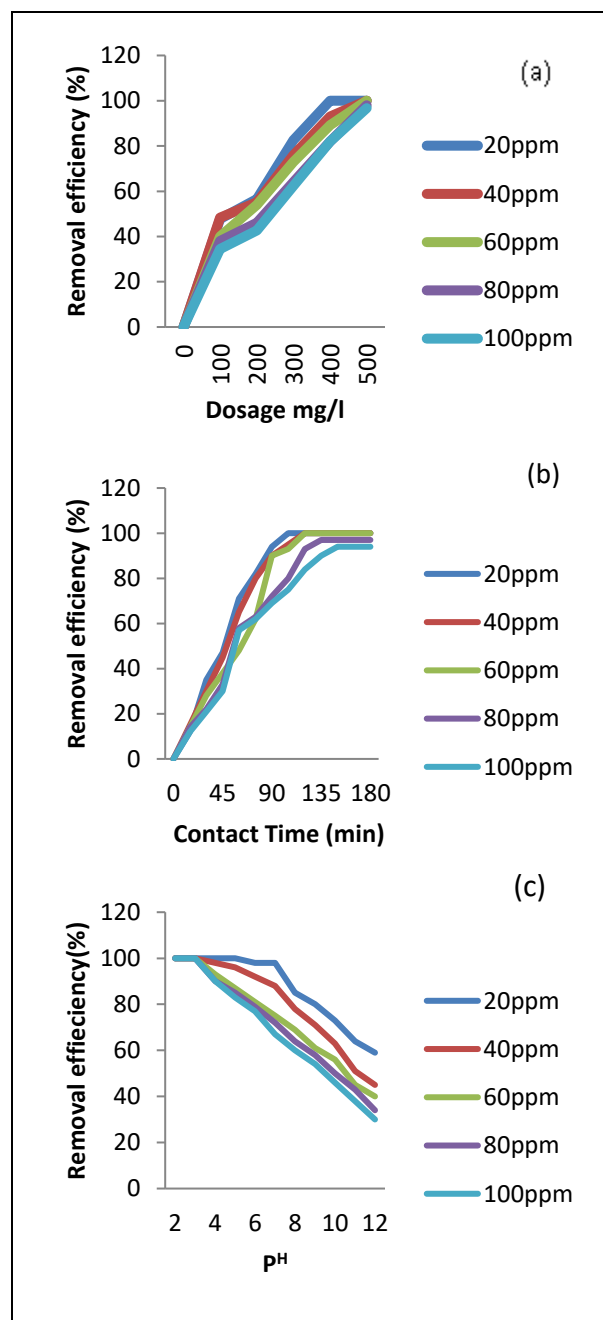 (a)
Removal efficiency (%)
120
100
80
60
40
20
0
0 100 200 300 400 500
Dosage mg/l
20ppm
40ppm
60ppm
80ppm
100ppm
(b)
Removal efficiency (%)
120
100
80
60
40
20
0
0 45 90 135 180
Contact Time (min)
20ppm
40ppm
60ppm
80ppm
100ppm
(c)
Removal effieciency(%)
120
100
80
60
40
20
0
2 4 6 8 10 12
P^H
20ppm
40ppm
60ppm
80ppm
100ppm